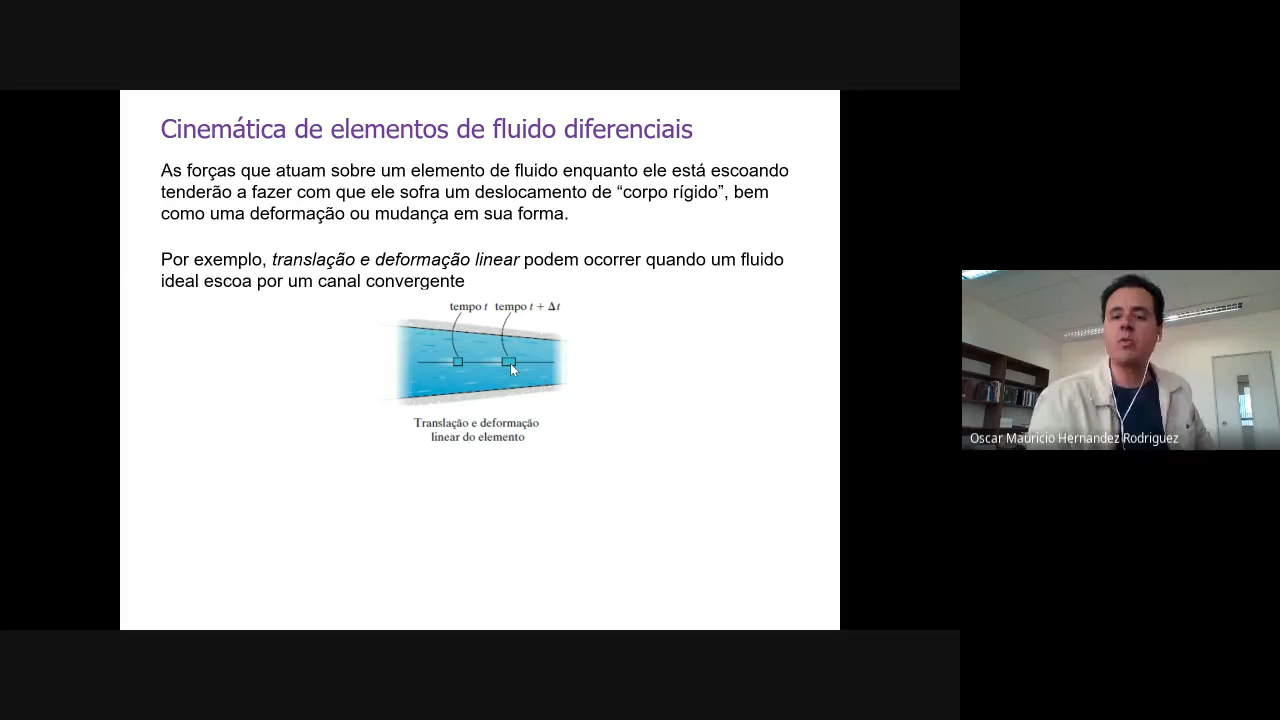 Cinemática de elementos de fluido diferenciais
As forças que atuam sobre um elemento de fluido enquanto ele está escoando
tenderão a fazer com que ele sofra um deslocamento de “corpo rígido”, bem
como uma deformação ou mudança em sua forma.
Por exemplo, translação e deformação linear podem ocorrer quando um fluido
ideal escoa por um canal convergente
tempo t tempo t + Δt
Translação e deformação
linear do elemento
Oscar Mauricio Hernandez Rodriguez